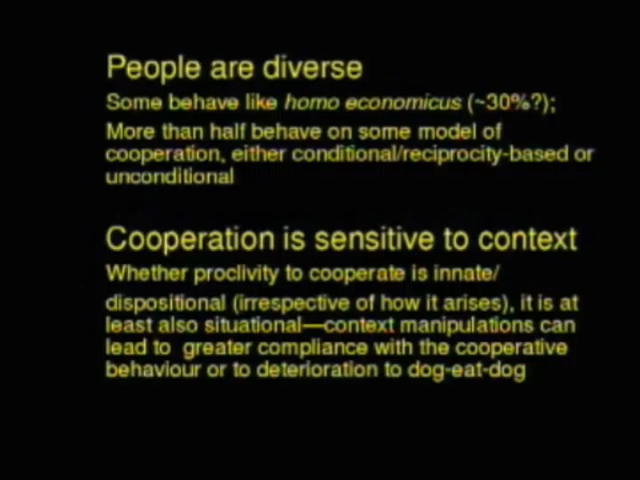 People are diverse
Some behave like homo economicus (~30%?);
More than half behave on some model of
cooperation, either conditional/reciprocity-based or
unconditional
Cooperation is sensitive to context
Whether proclivity to cooperate is innate/
dispositional (irrespective of how it arises), it is at
least also situational—context manipulations can
lead to greater compliance with the cooperative
behaviour or to deterioration to dog-eat-dog